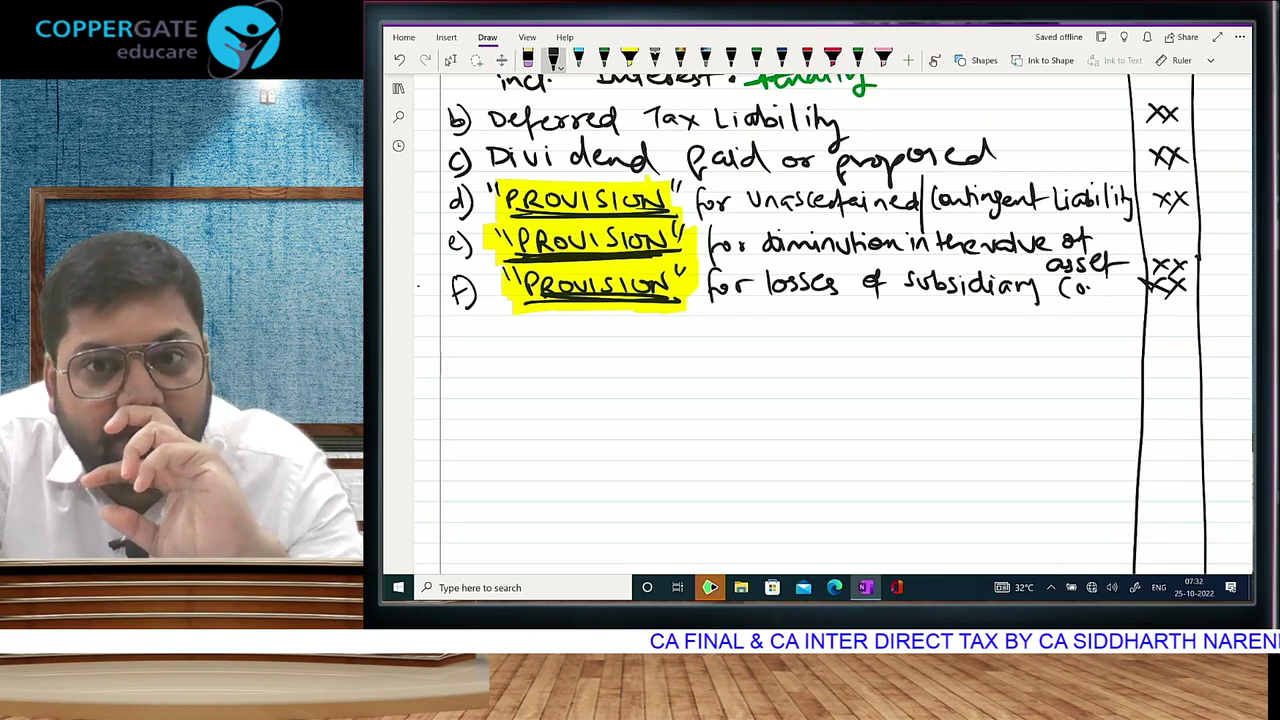 COPPERGATE
educare
Home Insert Draw View Help
Saved offline
Share
Shapes
Ink to Shape
Ink to Text
Ruler
incl. Interest. Penalty
b) Deferred Tax Liability XX
c) Dividend paid or proposed XX
d) "PROVISION" for unascertained/Contingent Liability XX
e) "PROVISION" for diminution in the value of
asset XX
f) "PROVISION" for losses of subsidiary Co. XX
Type here to search
32°C
ENG
07:32
25-10-2022
CA FINAL & CA INTER DIRECT TAX BY CA SIDDHARTH NAREN